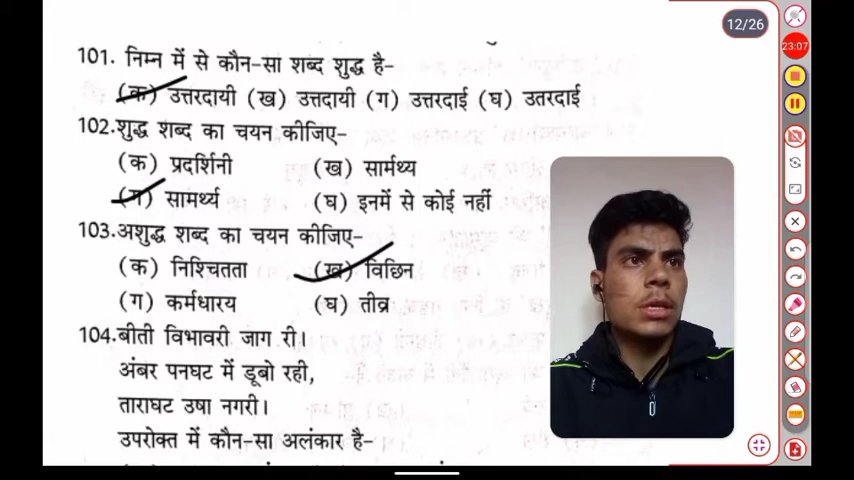 12/26
23:07
101. निम्न में से कौन-सा शब्द शुद्ध है-
(क) उत्तरदायी (ख) उत्तदायी (ग) उत्तरदाई (घ) उतरदाई
102.शुद्ध शब्द का चयन कीजिए-
(क) प्रदर्शिनी (ख) सार्मथ्य
(ग) सामर्थ्य (घ) इनमें से कोई नहीं
103.अशुद्ध शब्द का चयन कीजिए-
(क) निश्चितता (ख) विछिन
(ग) कर्मधारय (घ) तीव्र
104.बीती विभावरी जाग री।
अंबर पनघट में डूबो रही,
ताराघट उषा नगरी।
उपरोक्त में कौन-सा अलंकार है-